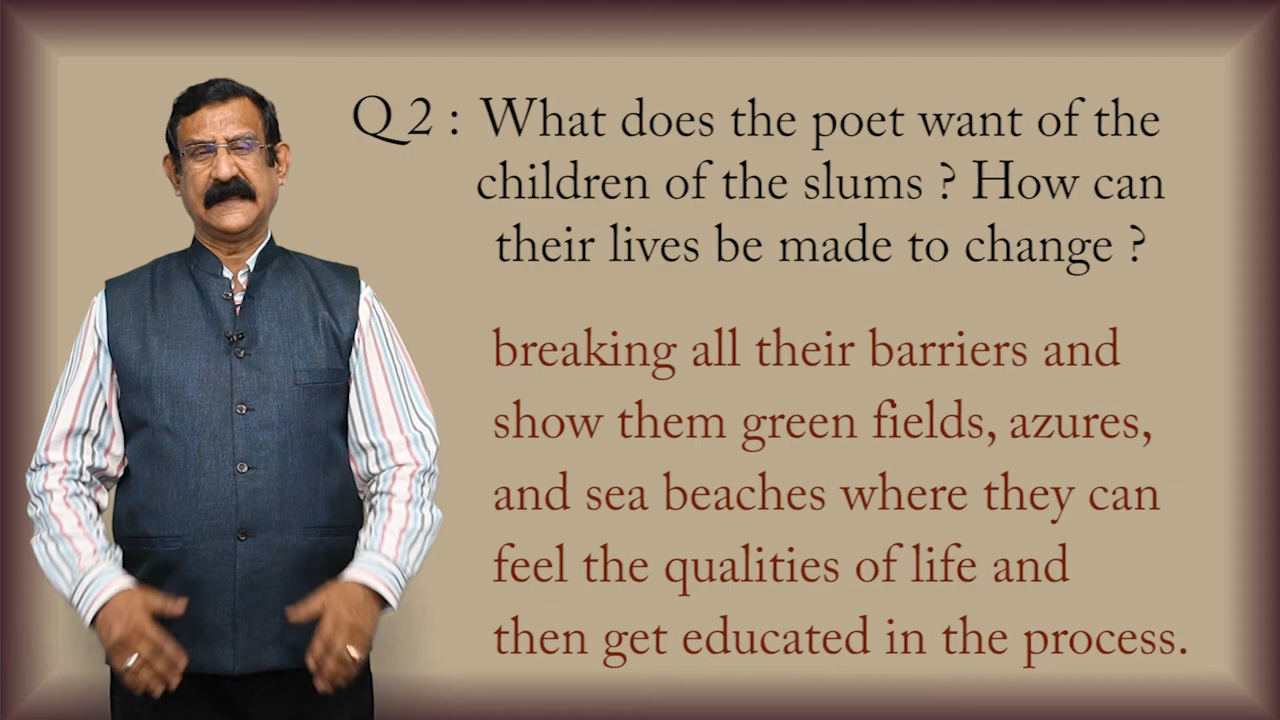 Q 2 : What does the poet want of the
children of the slums ? How can
their lives be made to change ?
breaking all their barriers and
show them green fields, azures,
and sea beaches where they can
feel the qualities of life and
then get educated in the process.